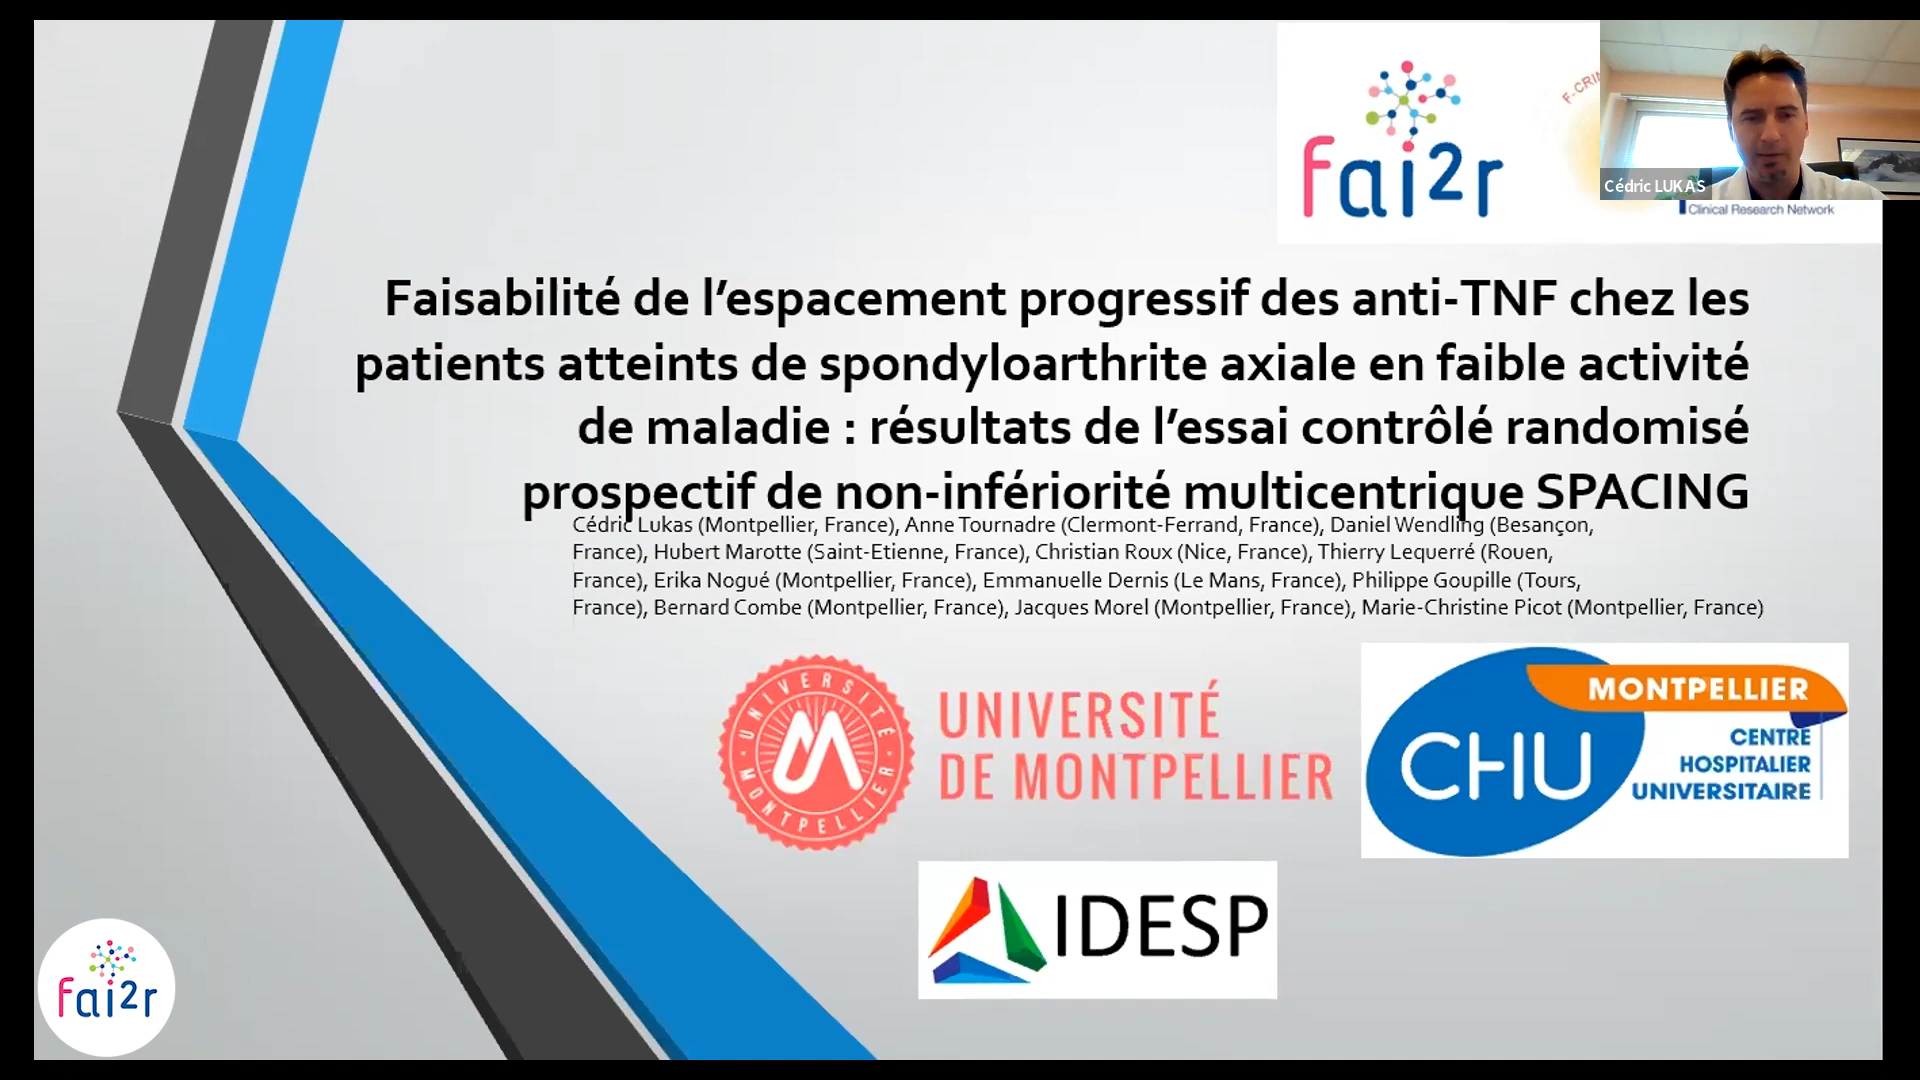 fai2r
F-CRIN
Cédric LUKAS
Clinical Research Network
Faisabilité de l'espacement progressif des anti-TNF chez les
patients atteints de spondyloarthrite axiale en faible activité
de maladie : résultats de l'essai contrôlé randomisé
prospectif de non-infériorité multicentrique SPACING
Cédric Lukas (Montpellier, France), Anne Tournadre (Clermont-Ferrand, France), Daniel Wendling (Besançon,
France), Hubert Marotte (Saint-Etienne, France), Christian Roux (Nice, France), Thierry Lequerré (Rouen,
France), Erika Nogué (Montpellier, France), Emmanuelle Dernis (Le Mans, France), Philippe Goupille (Tours,
France), Bernard Combe (Montpellier, France), Jacques Morel (Montpellier, France), Marie-Christine Picot (Montpellier, France)
UNIVERSITÉ
MONTPELLIER
UNIVERSITÉ
DE MONTPELLIER
MONTPELLIER
CHU
CENTRE
HOSPITALIER
UNIVERSITAIRE
IDESP
fai2r